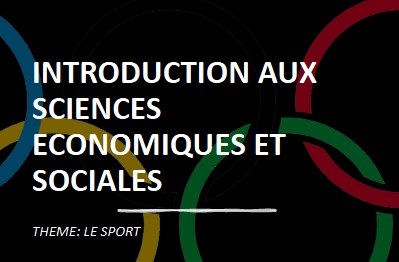 INTRODUCTION AUX
SCIENCES
ECONOMIQUES ET
SOCIALES
THEME: LE SPORT